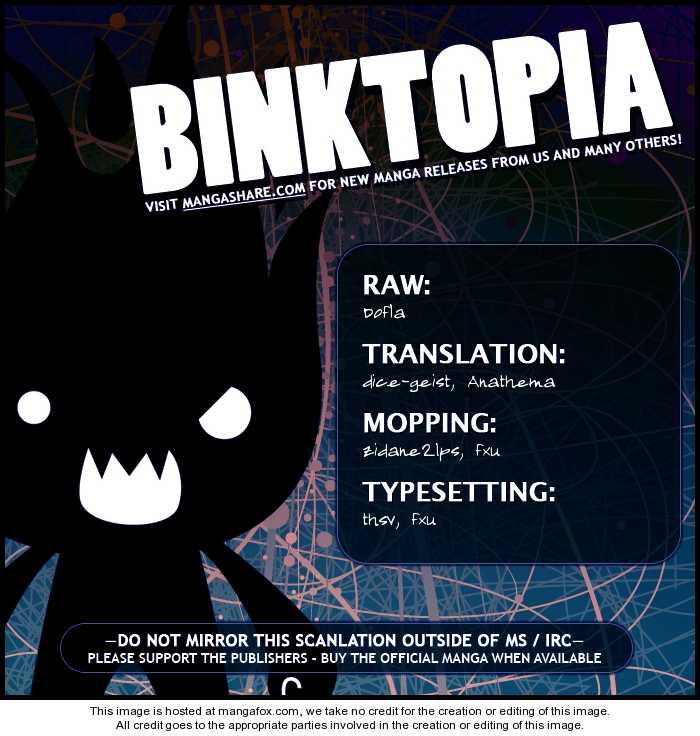 BINKTOPIA
VISIT MANGASHARE.COM FOR NEW MANGA RELEASES FROM US AND MANY OTHERS!
RAW:
Dofla
TRANSLATION:
dice-geist, Anathema
MOPPING:
zidane21ps, fxu
TYPESETTING:
thsv, fxu
—DO NOT MIRROR THIS SCANLATION OUTSIDE OF MS / IRC—
PLEASE SUPPORT THE PUBLISHERS - BUY THE OFFICIAL MANGA WHEN AVAILABLE
This image is hosted at mangafox.com, we take no credit for the creation or editing of this image.
All credit goes to the appropriate parties involved in the creation or editing of this image.